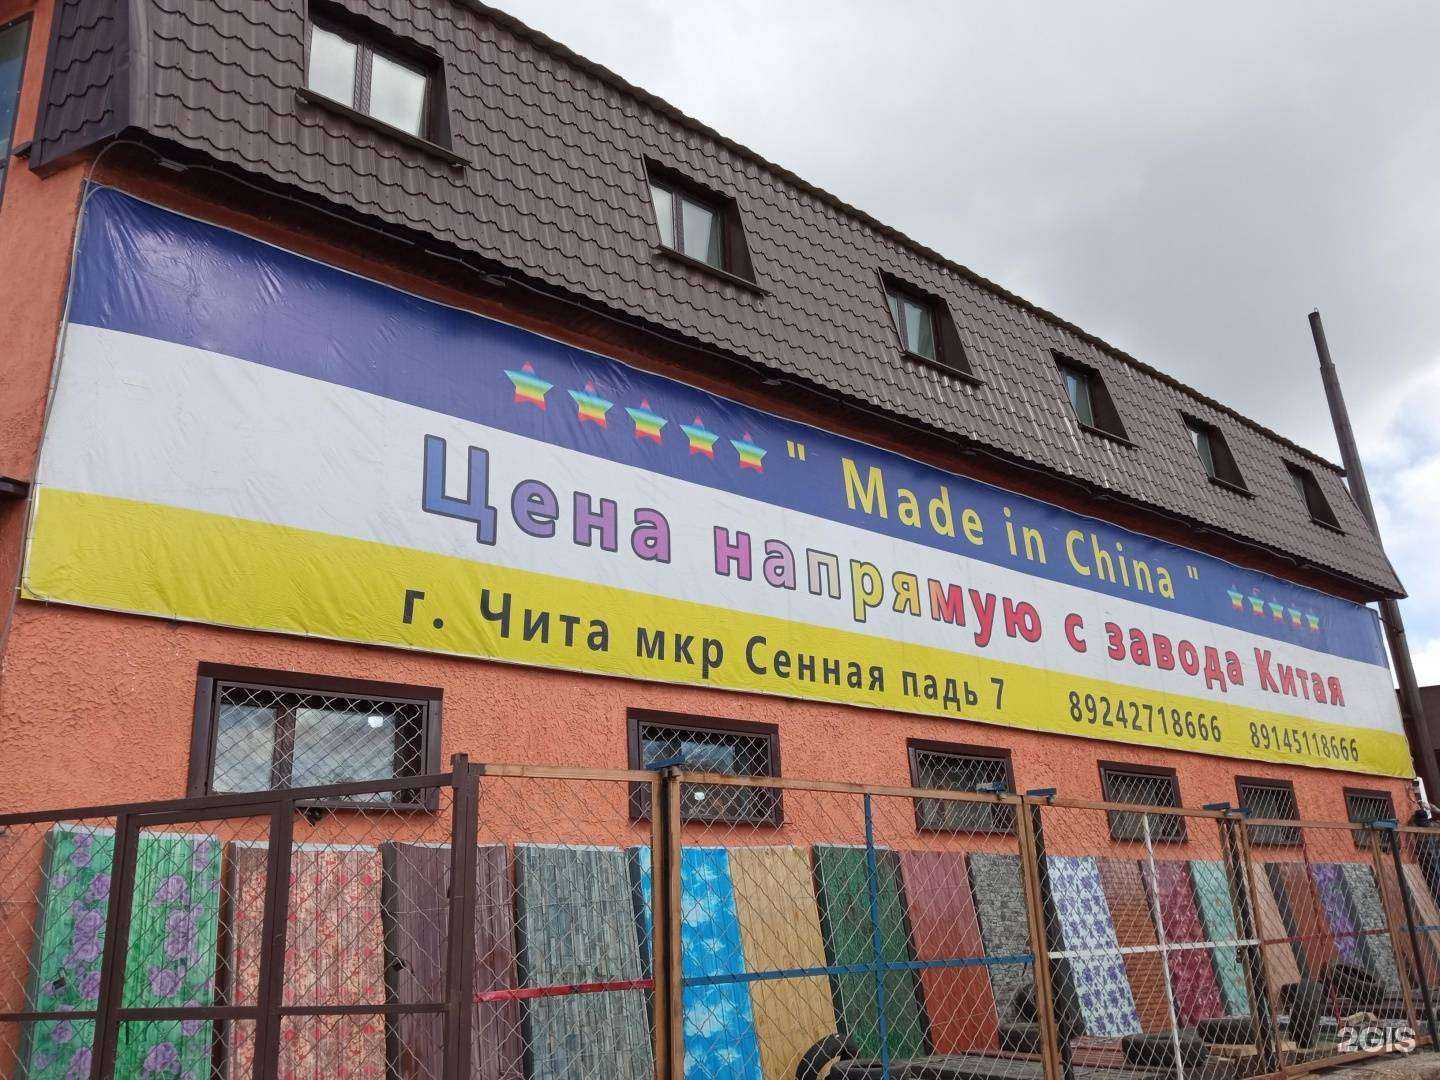 " Made in China "
Цена напрямую с завода Китая
г. Чита мкр Сенная падь 7 89242718666 89145118666
2GIS